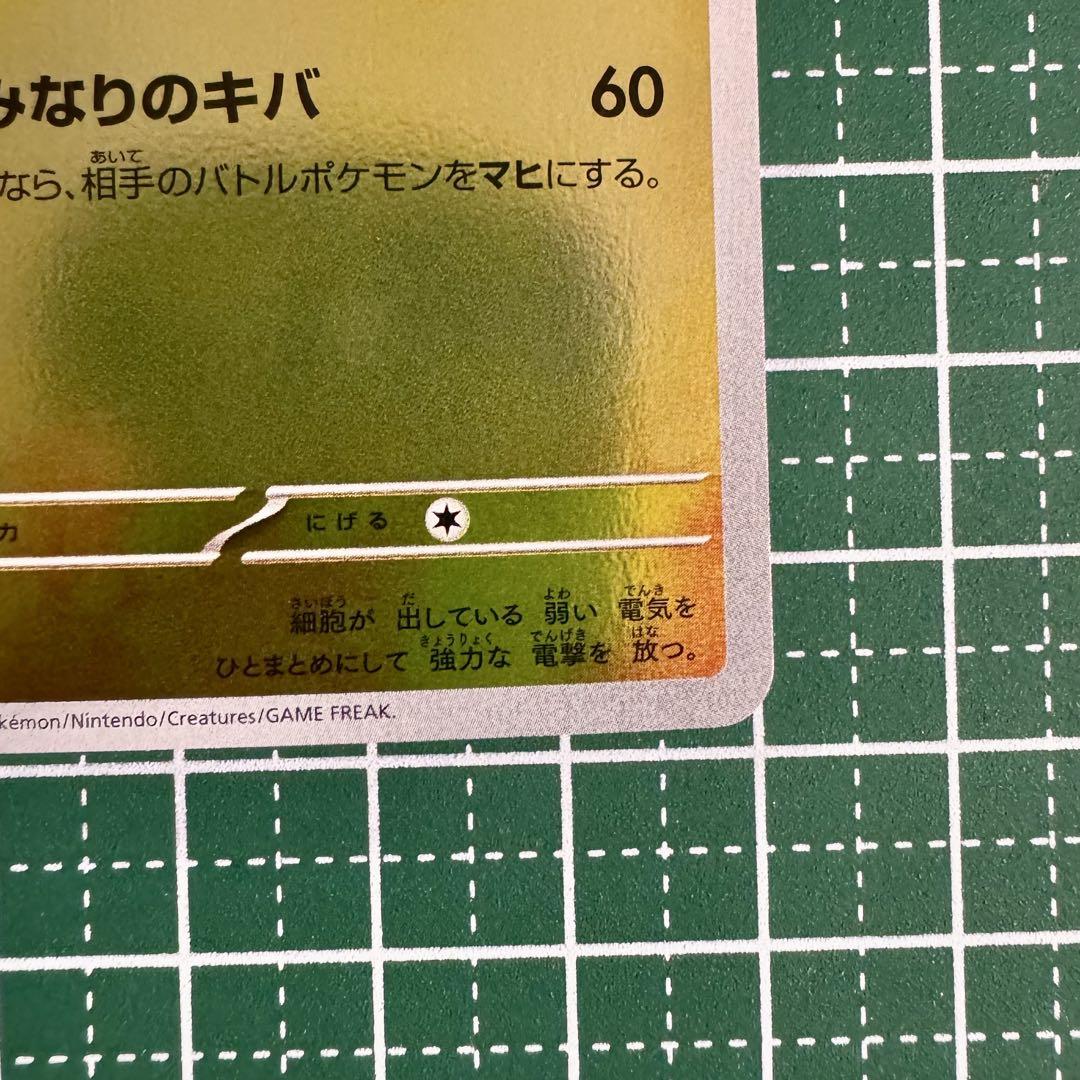 みなりのキバ 60
なら、相手のバトルポケモンをマヒにする。
力 にげる
細胞が 出している 弱い 電気を
ひとまとめにして 強力な 電撃を 放つ。
kémon/Nintendo/Creatures/GAME FREAK.